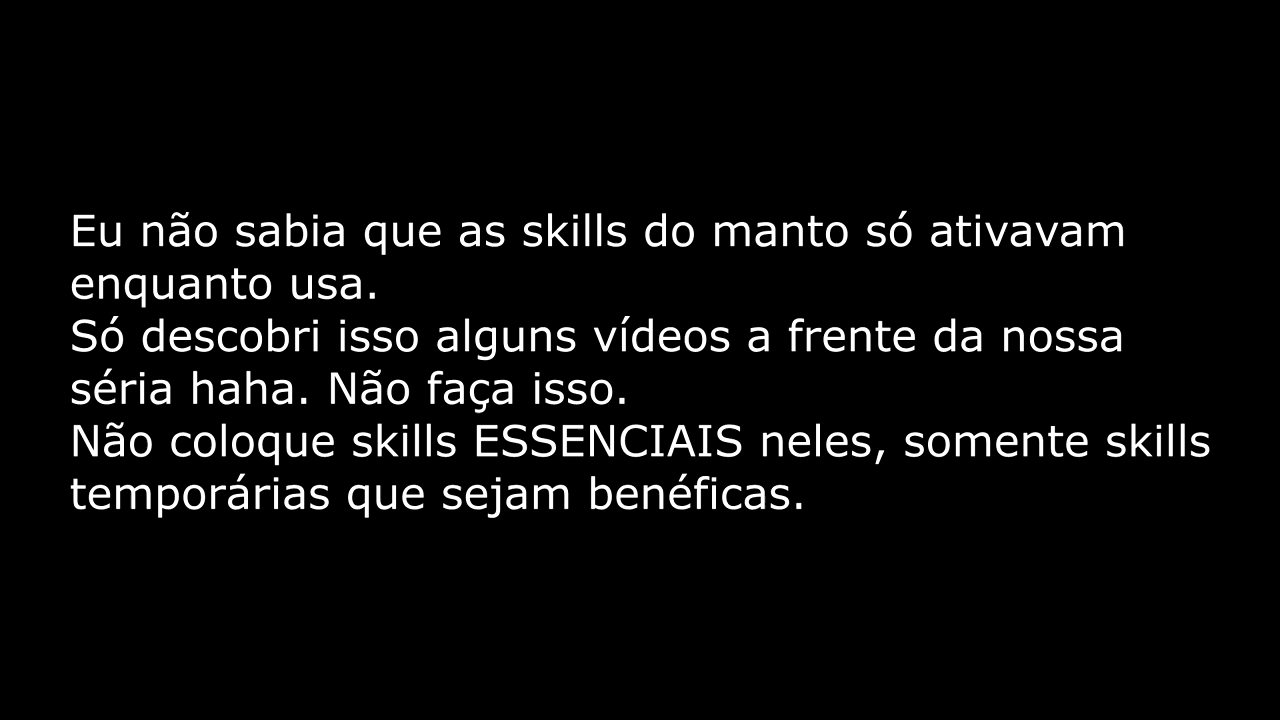 Eu não sabia que as skills do manto só ativavam
enquanto usa.
Só descobri isso alguns vídeos a frente da nossa
séria haha. Não faça isso.
Não coloque skills ESSENCIAIS neles, somente skills
temporárias que sejam benéficas.